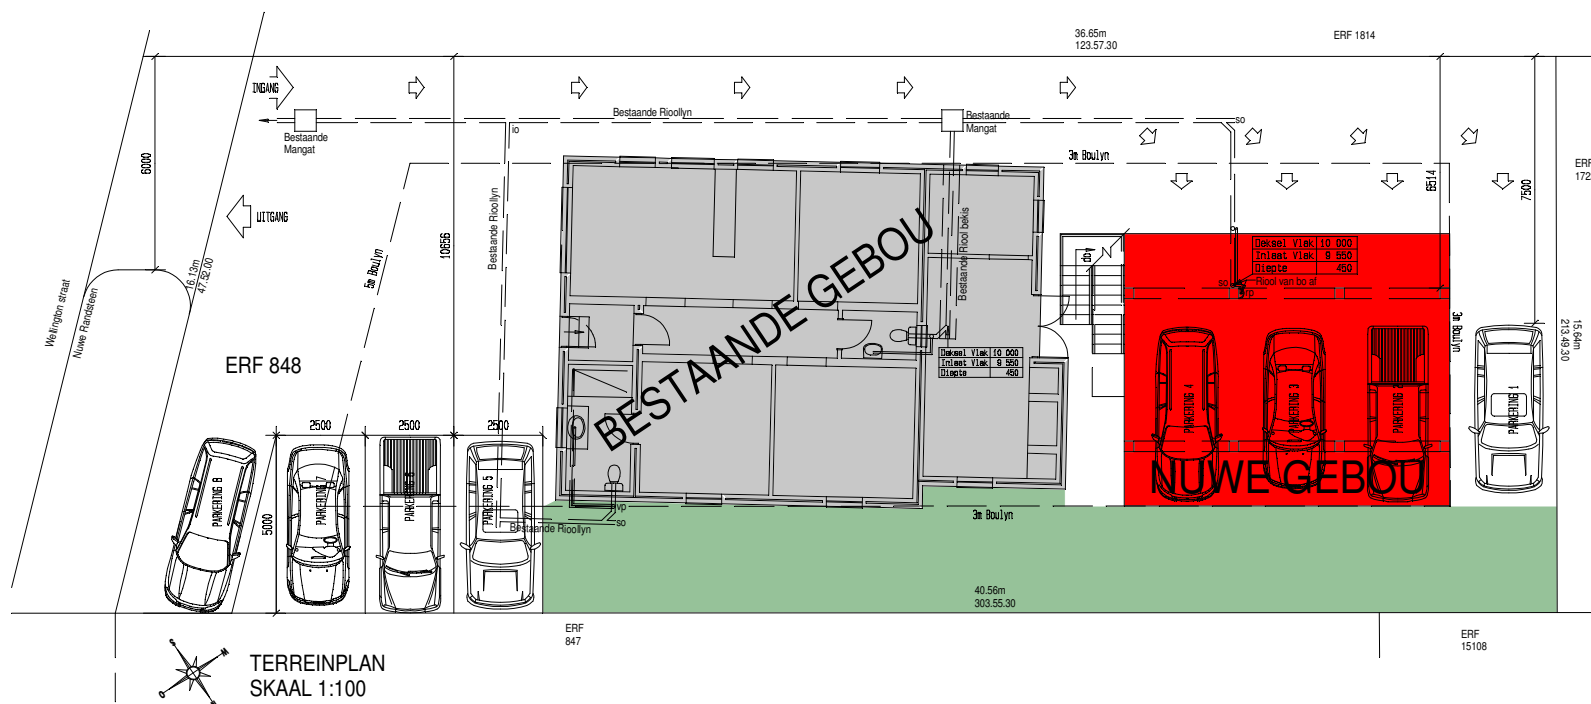 36.65m
123.57.30
ERF 1814
INGANG
Bestaande Rioollyn
Bestaande
Mangat
io
Bestaande
Mangat
so
3m Boulyn
ERF
172
6000
UITGANG
10656
Bestaande Rioollyn
5m Boulyn
16.13m
47.52.00
Wellington straat
Nuwe Randsteen
ERF 848
BESTAANDE GEBOU
Bestaande Riool bekis
Deksel Vlak 10 000
Inlaat Vlak 9 550
Diepte 450
db
N
6514
7500
Deksel Vlak 10 000
Inlaat Vlak 9 550
Diepte 450
so
Riool van bo af
rp
3m Boulyn
15.64m
213.49.30
PARKERING 4
PARKERING 3
PARKERING
PARKERING 1
NUWE GEBOU
2500
2500
2500
5000
PARKERING 8
PARKERING
PARKERING 6
PARKERING 5
vp
so
Bestaande Rioollyn
3m Boulyn
40.56m
303.55.30
ERF
847
ERF
15108
S
N
O
TERREINPLAN
SKAAL 1:100